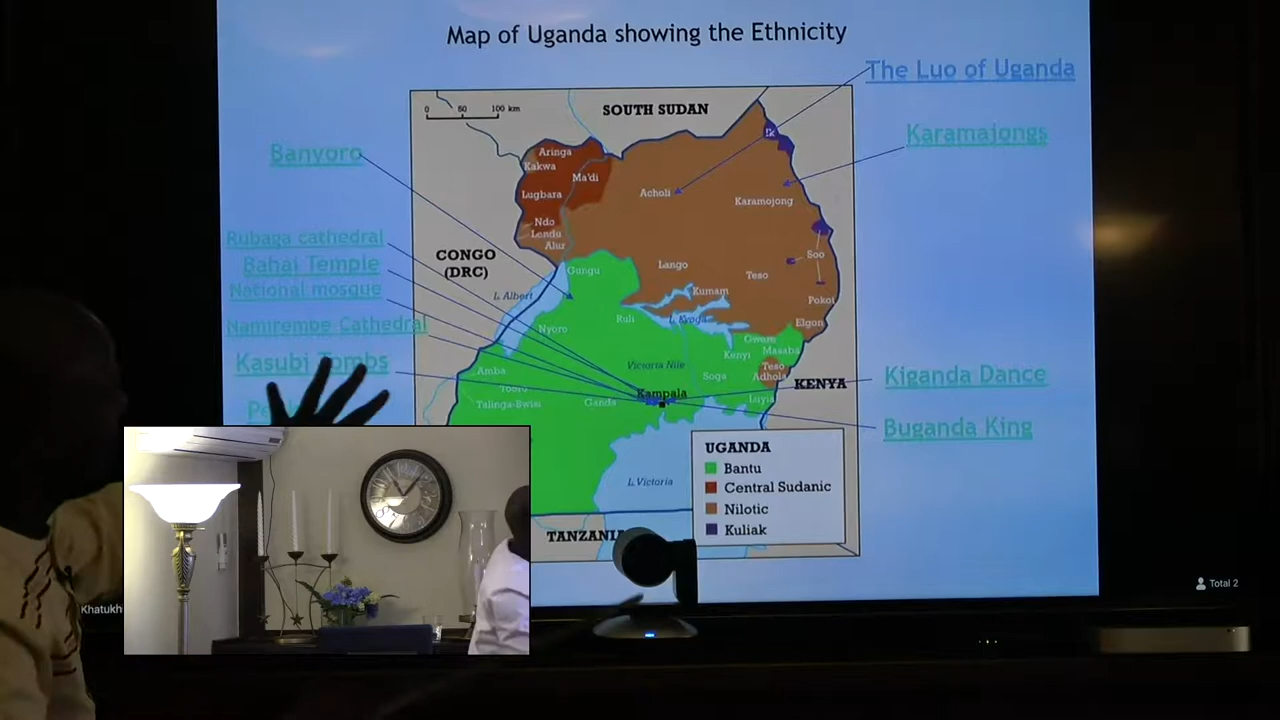 Map of Uganda showing the Ethnicity
The Luo of Uganda
Karamajongs
Banyoro
Rubaga cathedral
Bahai Temple
National mosque
Namirembe Cathedral
Kasubi Tombs
Kiganda Dance
Buganda King
0 50 100 km
SOUTH SUDAN
Ik
Aringa
Kakwa
Ma'di
Lugbara
Acholi
Karamojong
Ndo
Lendu
Alur
CONGO
(DRC)
Soo
Gungu
Lango
Teso
L. Albert
Kumam
Pokot
Ruli
L. Kyoga
Elgon
Nyoro
Gwere
Kenyi
Masaba
Victoria Nile
Amba
Soga
Teso
Adhola
KENYA
Tooro
Kampala
Talinga-Bwisi
Ganda
Luyia
UGANDA
Bantu
Central Sudanic
Nilotic
Kuliak
L. Victoria
TANZANI
Khatukh
Total 2